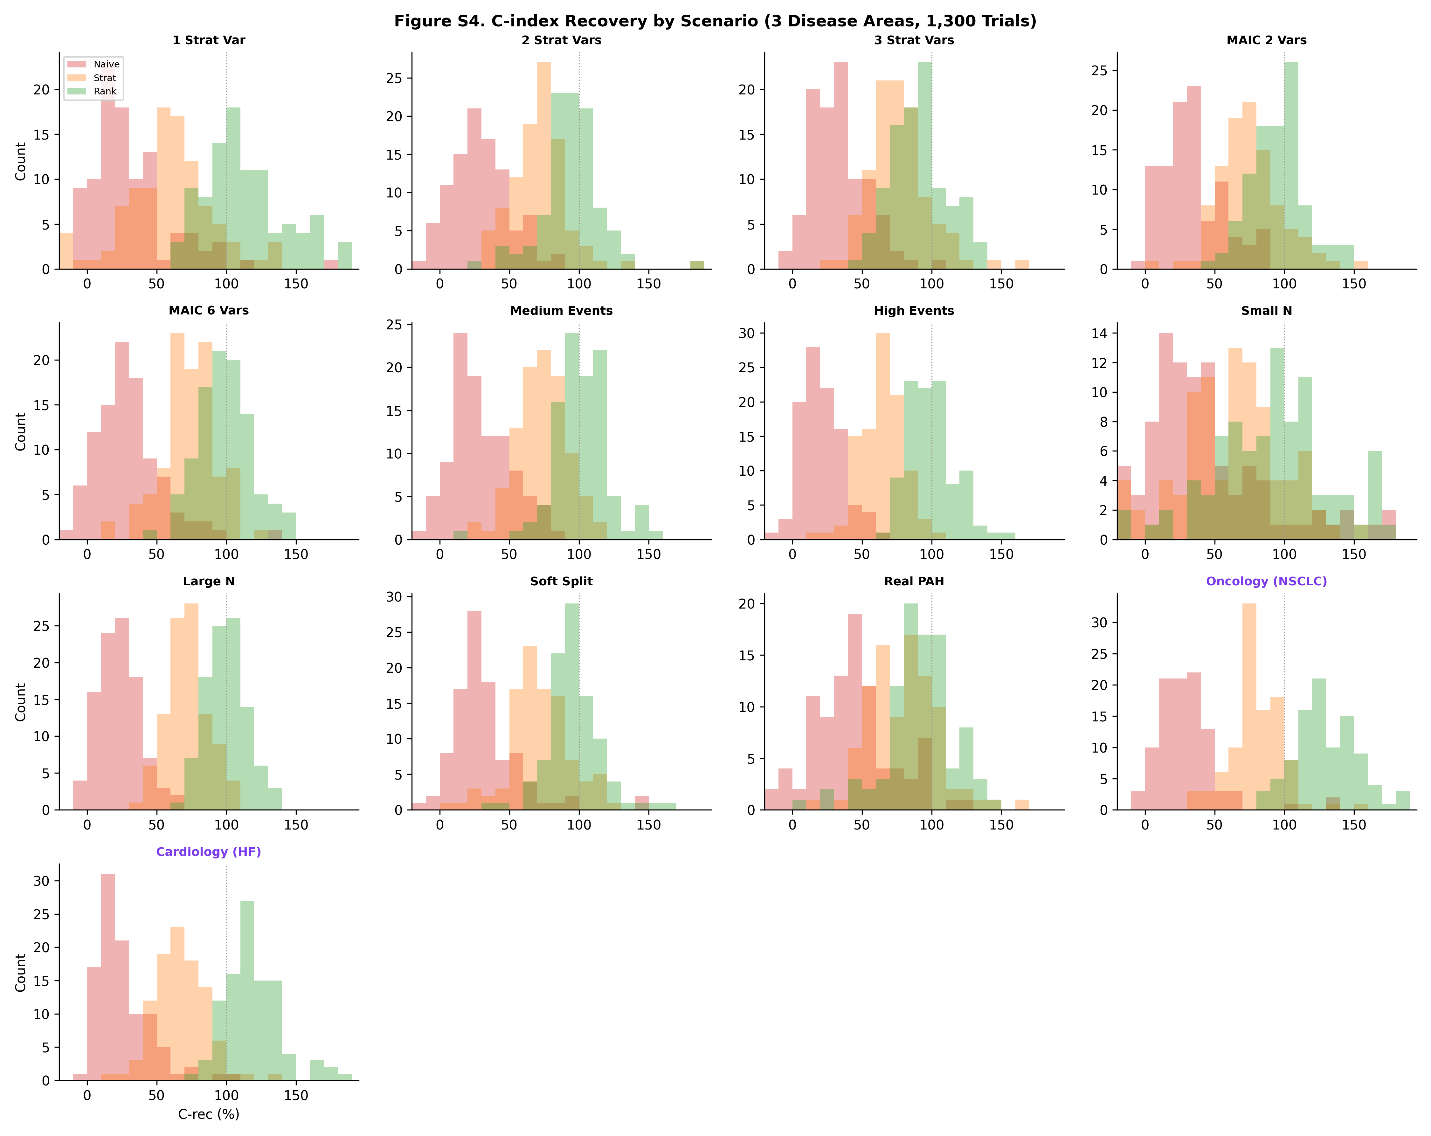 Figure S4. C-index Recovery by Scenario (3 Disease Areas, 1,300 Trials)
1 Strat Var
2 Strat Vars
3 Strat Vars
MAIC 2 Vars
Naive
Strat
Rank
Count
0 5 10 15 20
0 50 100 150
0 5 10 15 20 25
0 50 100 150
0 5 10 15 20
0 50 100 150
0 5 10 15 20 25
0 50 100 150
MAIC 6 Vars
Medium Events
High Events
Small N
Count
0 5 10 15 20
0 50 100 150
0 5 10 15 20 25
0 50 100 150
0 5 10 15 20 25 30
0 50 100 150
0 2 4 6 8 10 12 14
0 50 100 150
Large N
Soft Split
Real PAH
Oncology (NSCLC)
Count
0 5 10 15 20 25
0 50 100 150
0 5 10 15 20 25 30
0 50 100 150
0 5 10 15 20
0 50 100 150
0 5 10 15 20 25 30
0 50 100 150
Cardiology (HF)
Count
0 5 10 15 20 25 30
0 50 100 150
C-rec (%)